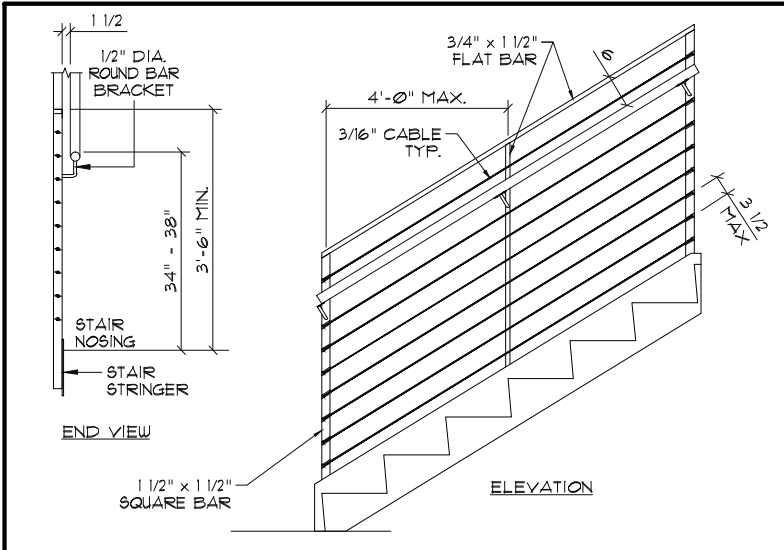 1 1/2
1/2" DIA.
ROUND BAR
BRACKET
34" - 38"
3'-6" MIN.
STAIR
NOSING
STAIR
STRINGER
END VIEW
3/4" x 1 1/2"
FLAT BAR
6
4'-0" MAX.
3/16" CABLE
TYP.
3 1/2
MAX
1 1/2" x 1 1/2"
SQUARE BAR
ELEVATION